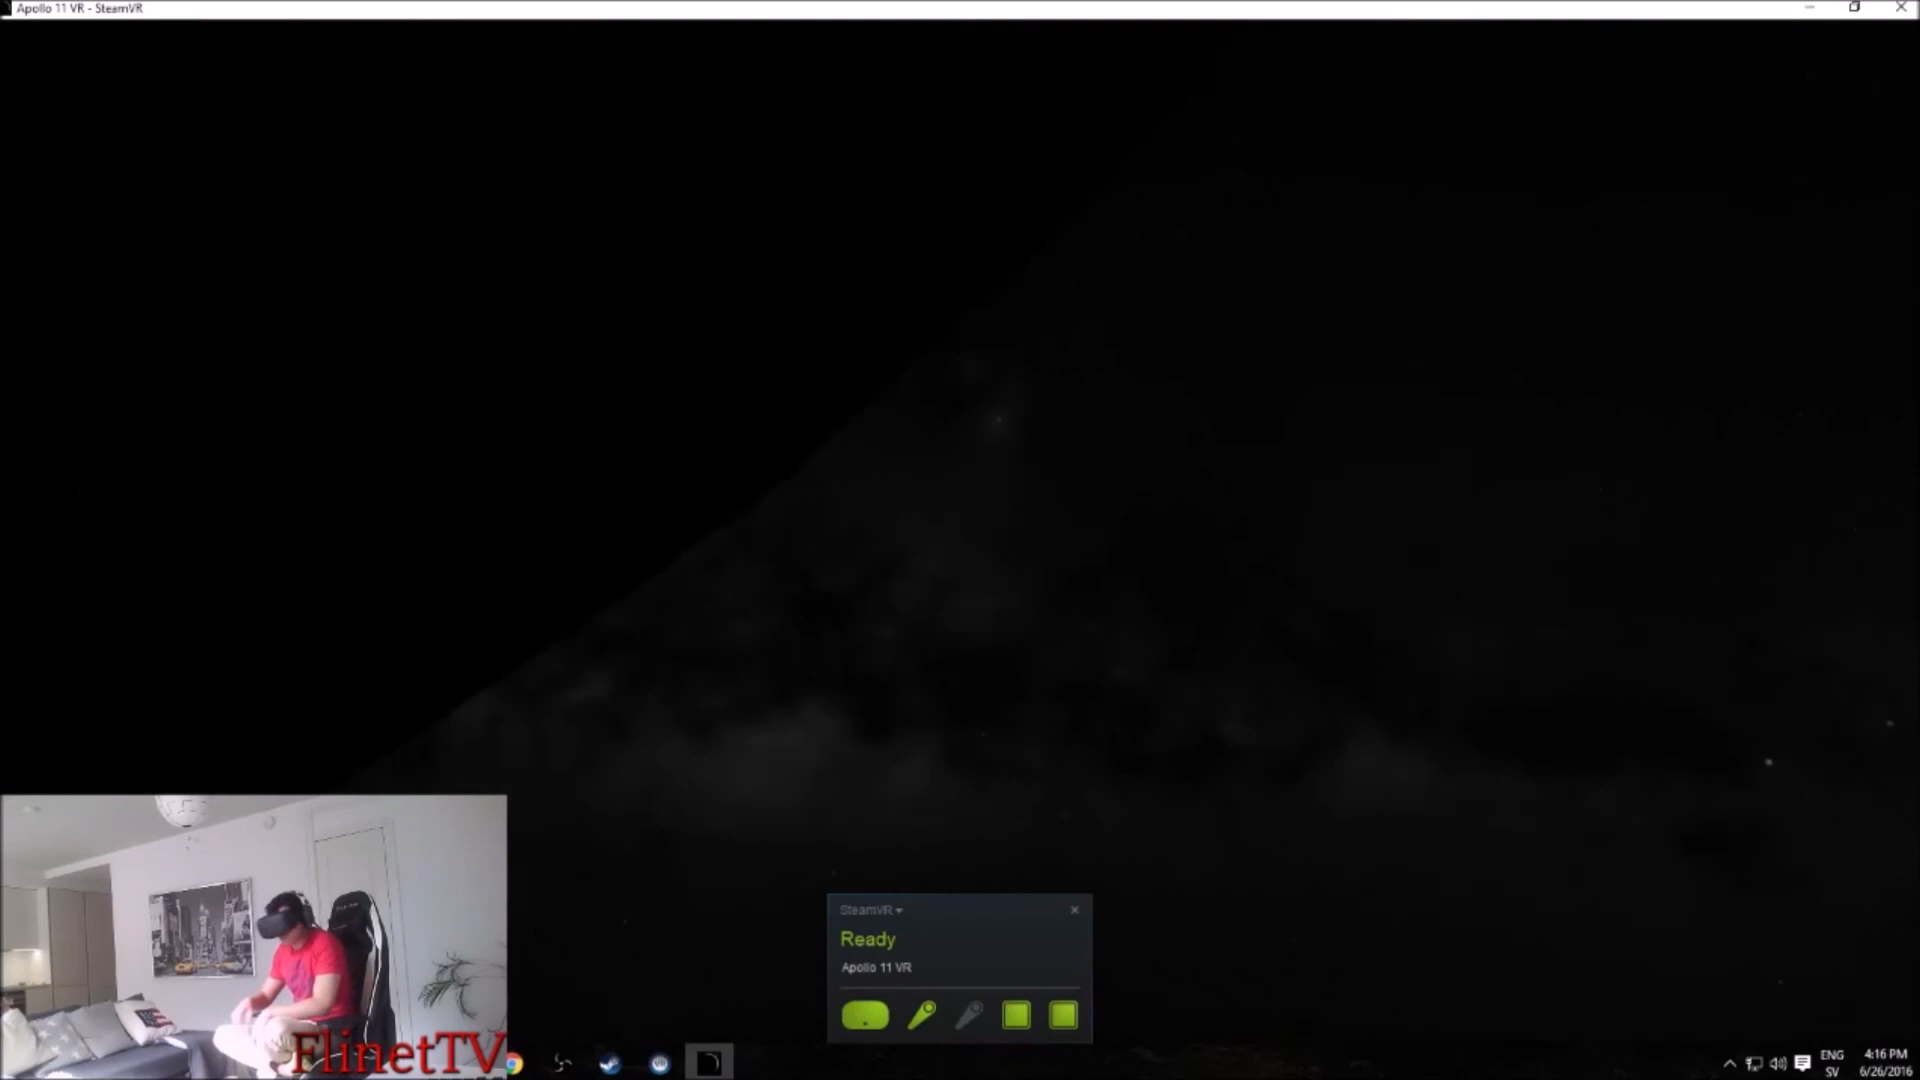 Apollo 11 VR - SteamVR
SteamVR
Ready
Apollo 11 VR
FlinetTV
ENG
SV
4:16 PM
6/26/2016